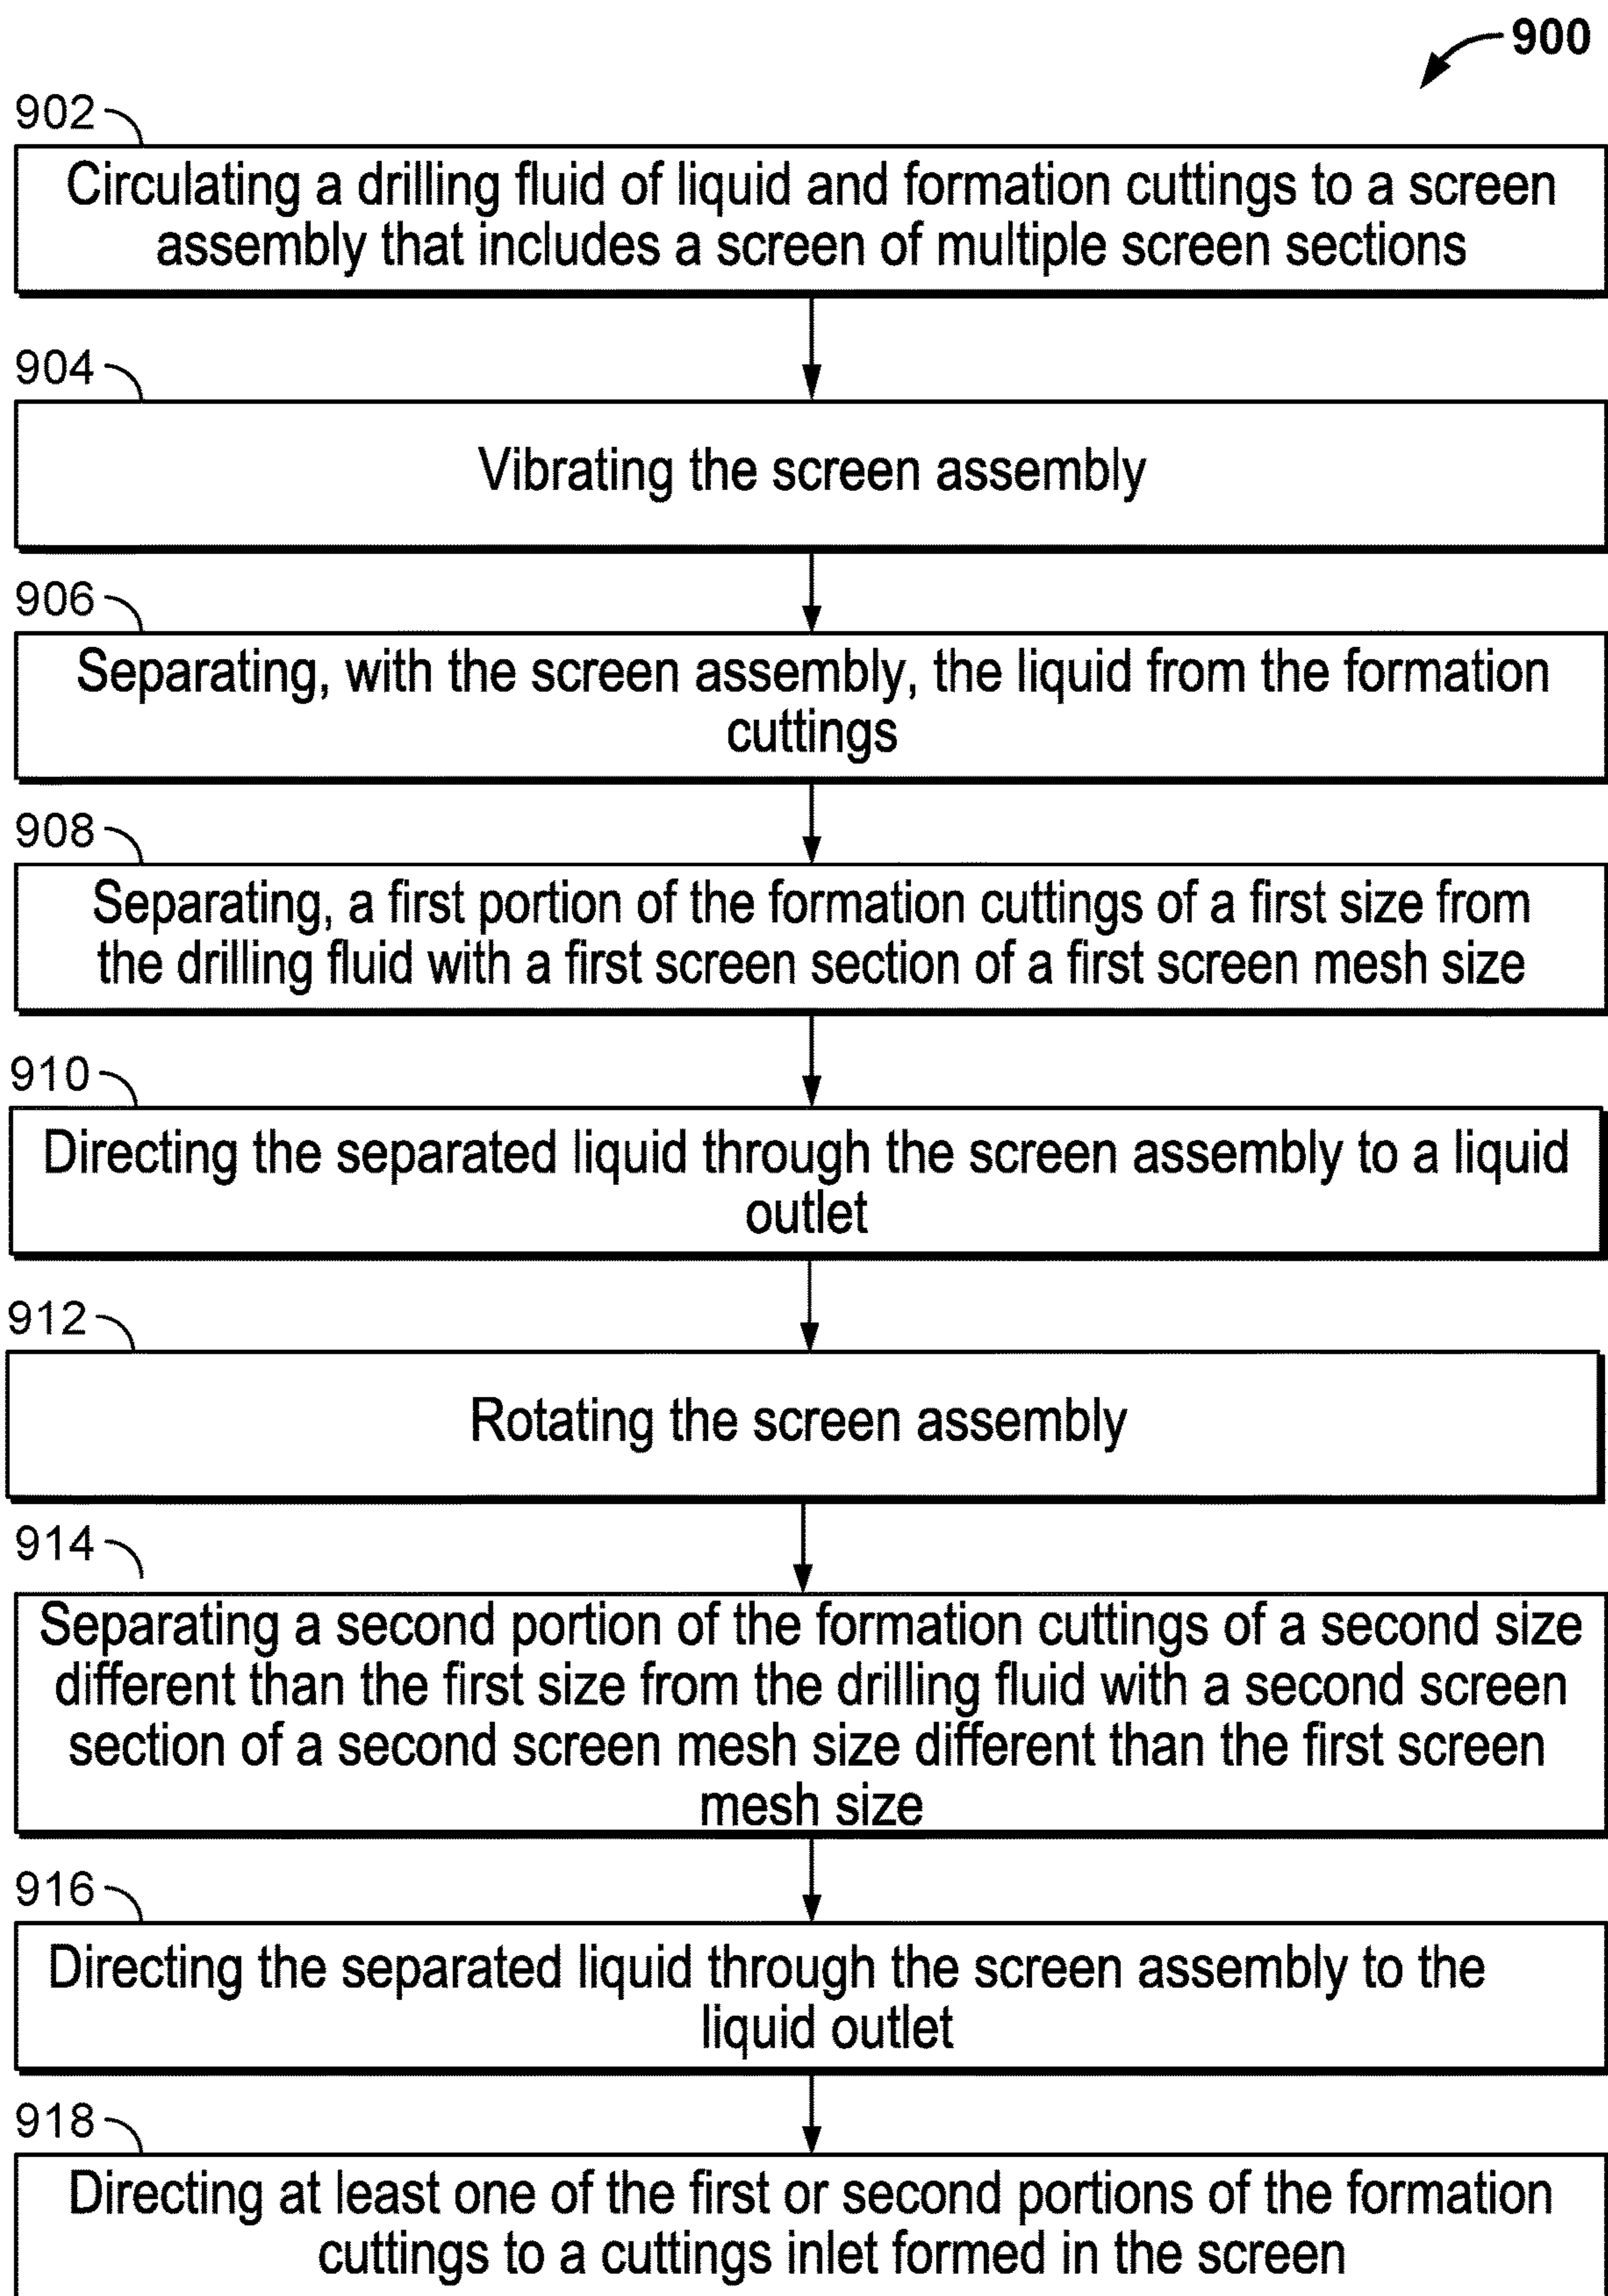 900
902
Circulating a drilling fluid of liquid and formation cuttings to a screen
assembly that includes a screen of multiple screen sections
904
Vibrating the screen assembly
906
Separating, with the screen assembly, the liquid from the formation
cuttings
908
Separating, a first portion of the formation cuttings of a first size from
the drilling fluid with a first screen section of a first screen mesh size
910
Directing the separated liquid through the screen assembly to a liquid
outlet
912
Rotating the screen assembly
914
Separating a second portion of the formation cuttings of a second size
different than the first size from the drilling fluid with a second screen
section of a second screen mesh size different than the first screen
mesh size
916
Directing the separated liquid through the screen assembly to the
liquid outlet
918
Directing at least one of the first or second portions of the formation
cuttings to a cuttings inlet formed in the screen